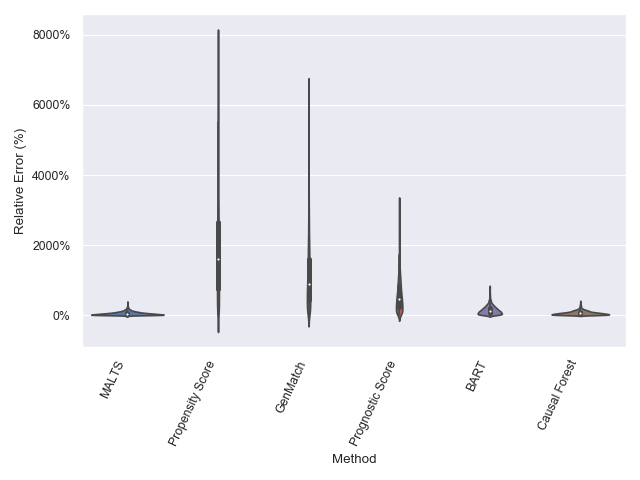 8000%
6000%
4000%
2000%
0%
Relative Error (%)
MALTS
Propensity Score
GenMatch
Prognostic Score
BART
Causal Forest
Method